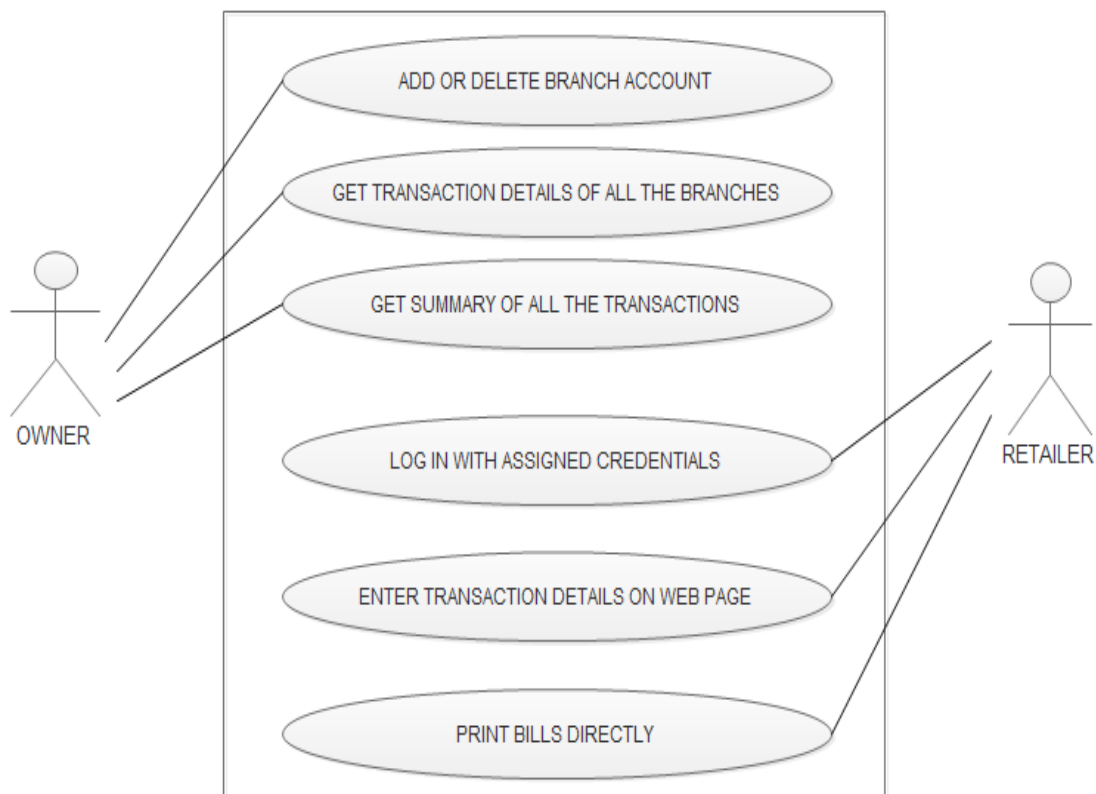 ADD OR DELETE BRANCH ACCOUNT
GET TRANSACTION DETAILS OF ALL THE BRANCHES
GET SUMMARY OF ALL THE TRANSACTIONS
OWNER
LOG IN WITH ASSIGNED CREDENTIALS
RETAILER
ENTER TRANSACTION DETAILS ON WEB PAGE
PRINT BILLS DIRECTLY